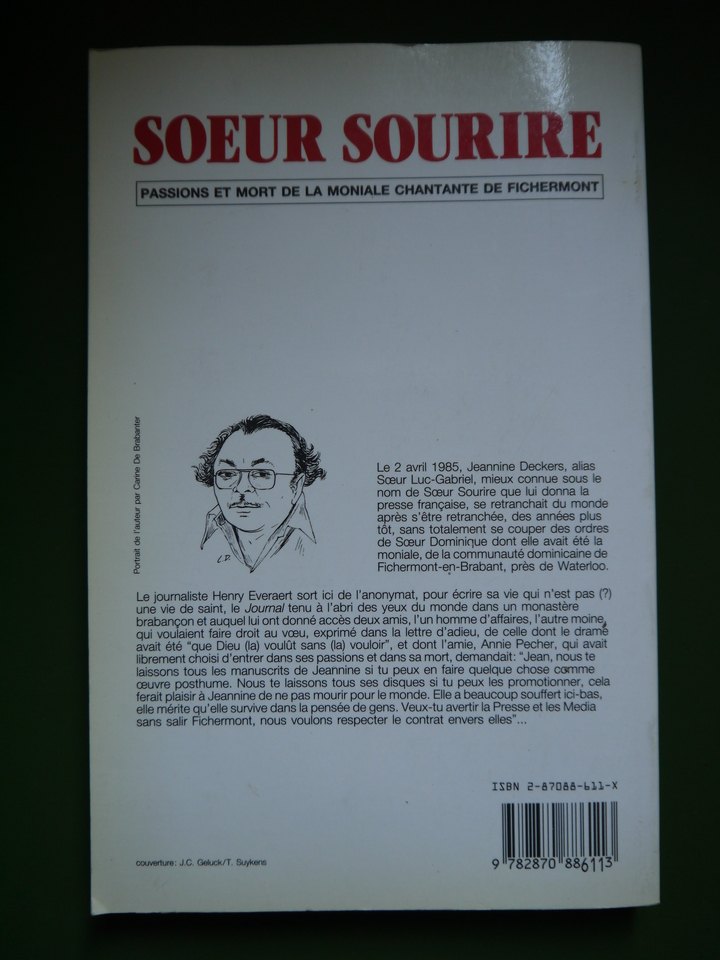 SOEUR SOURIRE
PASSIONS ET MORT DE LA MONIALE CHANTANTE DE FICHERMONT
Portrait de l'auteur par Carine De Brabanter
C.D.
Le 2 avril 1985, Jeannine Deckers, alias
Sœur Luc-Gabriel, mieux connue sous le
nom de Sœur Sourire que lui donna la
presse française, se retranchait du monde
après s'être retranchée, des années plus
tôt, sans totalement se couper des ordres
de Sœur Dominique dont elle avait été la
moniale, de la communauté dominicaine de
Fichermont-en-Brabant, près de Waterloo.
Le journaliste Henry Everaert sort ici de l'anonymat, pour écrire sa vie qui n'est pas (?)
une vie de saint, le Journal tenu à l'abri des yeux du monde dans un monastère
brabançon et auquel lui ont donné accès deux amis, l'un homme d'affaires, l'autre moine,
qui voulaient faire droit au vœu, exprimé dans la lettre d'adieu, de celle dont le drame
avait été "que Dieu (la) voulût sans (la) vouloir", et dont l'amie, Annie Pecher, qui avait
librement choisi d'entrer dans ses passions et dans sa mort, demandait: "Jean, nous te
laissons tous les manuscrits de Jeannine si tu peux en faire quelque chose comme
œuvre posthume. Nous te laissons tous ses disques si tu peux les promotionner, cela
ferait plaisir à Jeannine de ne pas mourir pour le monde. Elle a beaucoup souffert ici-bas,
elle mérite qu'elle survive dans la pensée de gens. Veux-tu avertir la Presse et les Media
sans salir Fichermont, nous voulons respecter le contrat envers elles"...
ISBN 2-87088-611-X
9 782870 886113
couverture: J.C. Geluck/T. Suykens